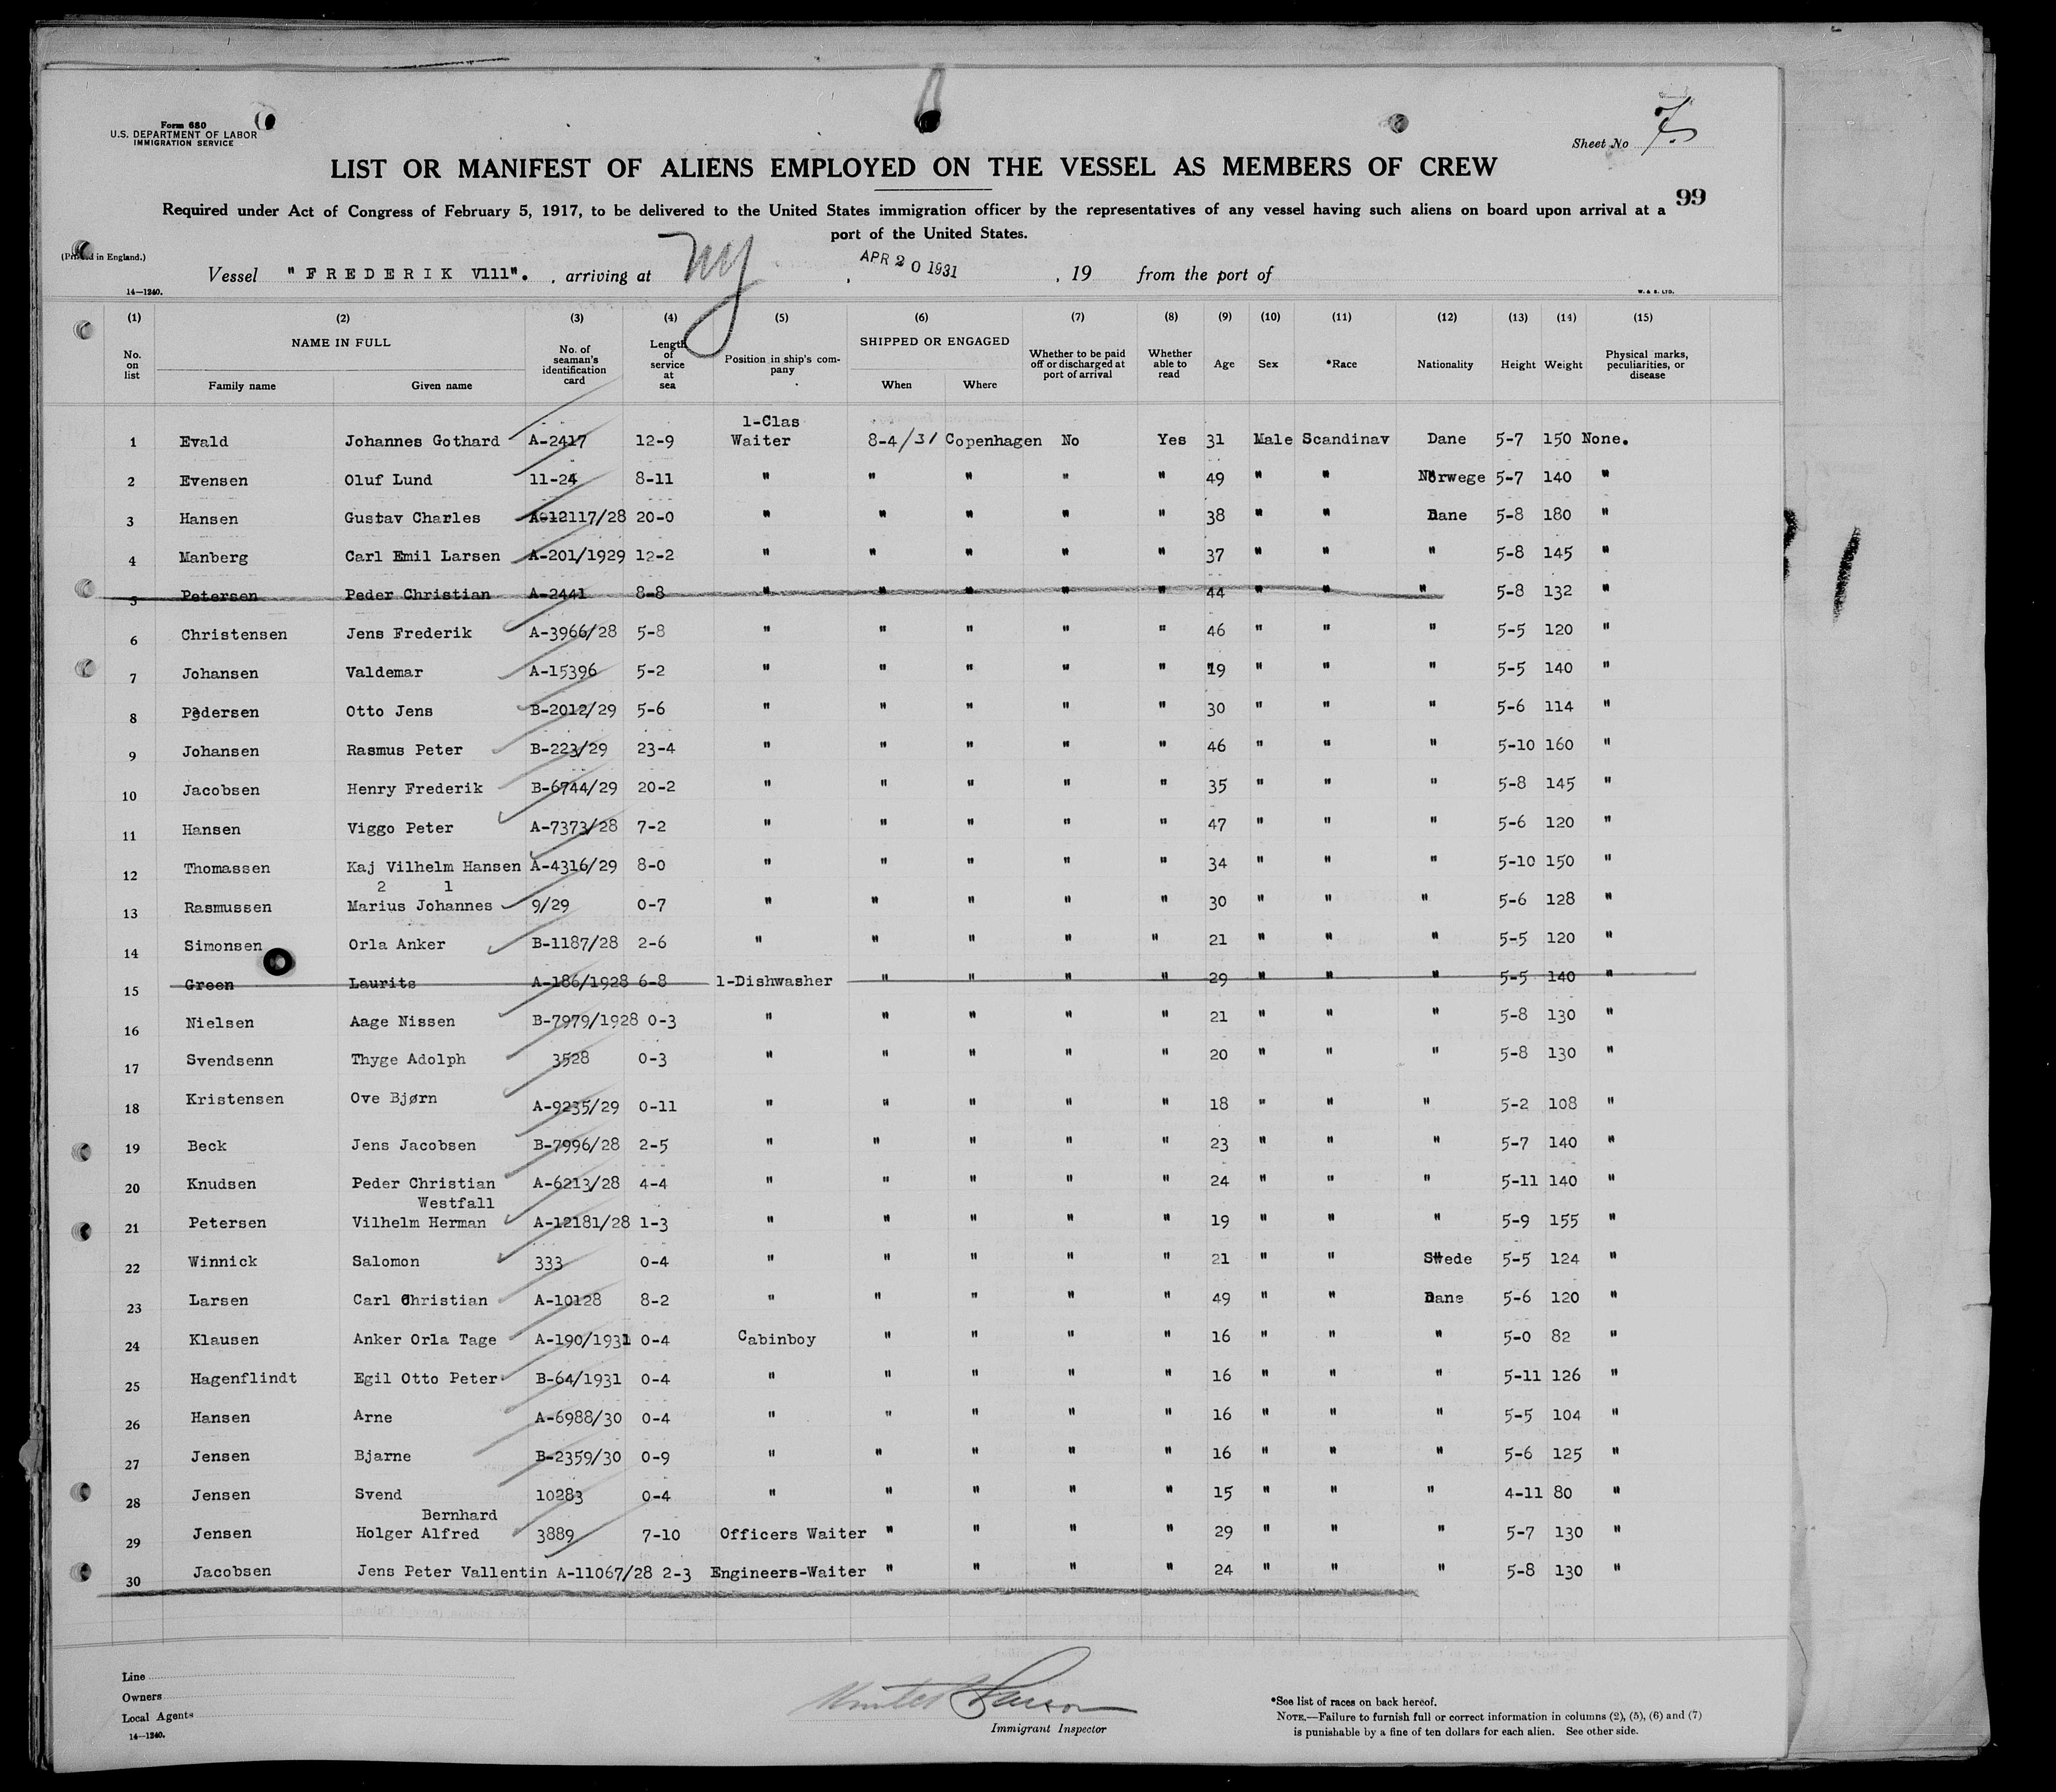 Form 680
U.S. DEPARTMENT OF LABOR
IMMIGRATION SERVICE
Sheet No 7.
LIST OR MANIFEST OF ALIENS EMPLOYED ON THE VESSEL AS MEMBERS OF CREW
99
Required under Act of Congress of February 5, 1917, to be delivered to the United States immigration officer by the representatives of any vessel having such aliens on board upon arrival at a
port of the United States.
(Printed in England.)
Vessel "FREDERIK V111". , arriving at NY , APR 20 1931 , 19 from the port of
14—1240. W. & S. LTD.
(1) (2) (3) (4) (5) (6) (7) (8) (9) (10) (11) (12) (13) (14) (15)
No. on list NAME IN FULL Family name Given name No. of seaman's identification card Length of service at sea Position in ship's company SHIPPED OR ENGAGED When Where Whether to be paid off or discharged at port of arrival Whether able to read Age Sex *Race Nationality Height Weight Physical marks, peculiarities, or disease
1-Clas
1 Evald Johannes Gothard A-2417 12-9 Waiter 8-4/31 Copenhagen No Yes 31 Male Scandinav Dane 5-7 150 None.
2 Evensen Oluf Lund 11-24 8-11 " " " " " 49 " " Norwege 5-7 140 "
3 Hansen Gustav Charles A-12117/28 20-0 " " " " " 38 " " Dane 5-8 180 "
4 Manberg Carl Emil Larsen A-201/1929 12-2 " " " " " 37 " " " 5-8 145 "
5 Petersen Peder Christian A-2441 8-8 " " " " " 44 " " " 5-8 132 "
6 Christensen Jens Frederik A-3966/28 5-8 " " " " " 46 " " " 5-5 120 "
7 Johansen Valdemar A-15396 5-2 " " " " " 19 " " " 5-5 140 "
8 Pedersen Otto Jens B-2012/29 5-6 " " " " " 30 " " " 5-6 114 "
9 Johansen Rasmus Peter B-223/29 23-4 " " " " " 46 " " " 5-10 160 "
10 Jacobsen Henry Frederik B-6744/29 20-2 " " " " " 35 " " " 5-8 145 "
11 Hansen Viggo Peter A-7373/28 7-2 " " " " " 47 " " " 5-6 120 "
12 Thomassen Kaj Vilhelm Hansen A-4316/29 8-0 " " " " " 34 " " " 5-10 150 "
2 1
13 Rasmussen Marius Johannes 9/29 0-7 " " " " " 30 " " " 5-6 128 "
14 Simonsen Orla Anker B-1187/28 2-6 " " " " " 21 " " " 5-5 120 "
15 Green Laurits A-186/1928 6-8 1-Dishwasher " " " " 29 " " " 5-5 140 "
16 Nielsen Aage Nissen B-7979/1928 0-3 " " " " " 21 " " " 5-8 130 "
17 Svendsenn Thyge Adolph 3528 0-3 " " " " " 20 " " " 5-8 130 "
18 Kristensen Ove Bjørn A-9235/29 0-11 " " " " " 18 " " " 5-2 108 "
19 Beck Jens Jacobsen B-7996/28 2-5 " " " " " 23 " " " 5-7 140 "
20 Knudsen Peder Christian A-6213/28 4-4 " " " " " 24 " " " 5-11 140 "
Westfall
21 Petersen Vilhelm Herman A-12181/28 1-3 " " " " " 19 " " " 5-9 155 "
22 Winnick Salomon 333 0-4 " " " " " 21 " " Swede 5-5 124 "
23 Larsen Carl Christian A-10128 8-2 " " " " " 49 " " Dane 5-6 120 "
24 Klausen Anker Orla Tage A-190/1931 0-4 Cabinboy " " " " 16 " " " 5-0 82 "
25 Hagenflindt Egil Otto Peter B-64/1931 0-4 " " " " " 16 " " " 5-11 126 "
26 Hansen Arne A-6988/30 0-4 " " " " " 16 " " " 5-5 104 "
27 Jensen Bjarne B-2359/30 0-9 " " " " " 16 " " " 5-6 125 "
28 Jensen Svend 10283 0-4 " " " " " 15 " " " 4-11 80 "
Bernhard
29 Jensen Holger Alfred 3889 7-10 Officers Waiter " " " " 29 " " " 5-7 130 "
30 Jacobsen Jens Peter Vallentin A-11067/28 2-3 Engineers-Waiter " " " " 24 " " " 5-8 130 "
Line
Owners
Local Agents
14—1240.
Immigrant Inspector
*See list of races on back hereof.
NOTE.—Failure to furnish full or correct information in columns (2), (5), (6) and (7)
is punishable by a fine of ten dollars for each alien. See other side.